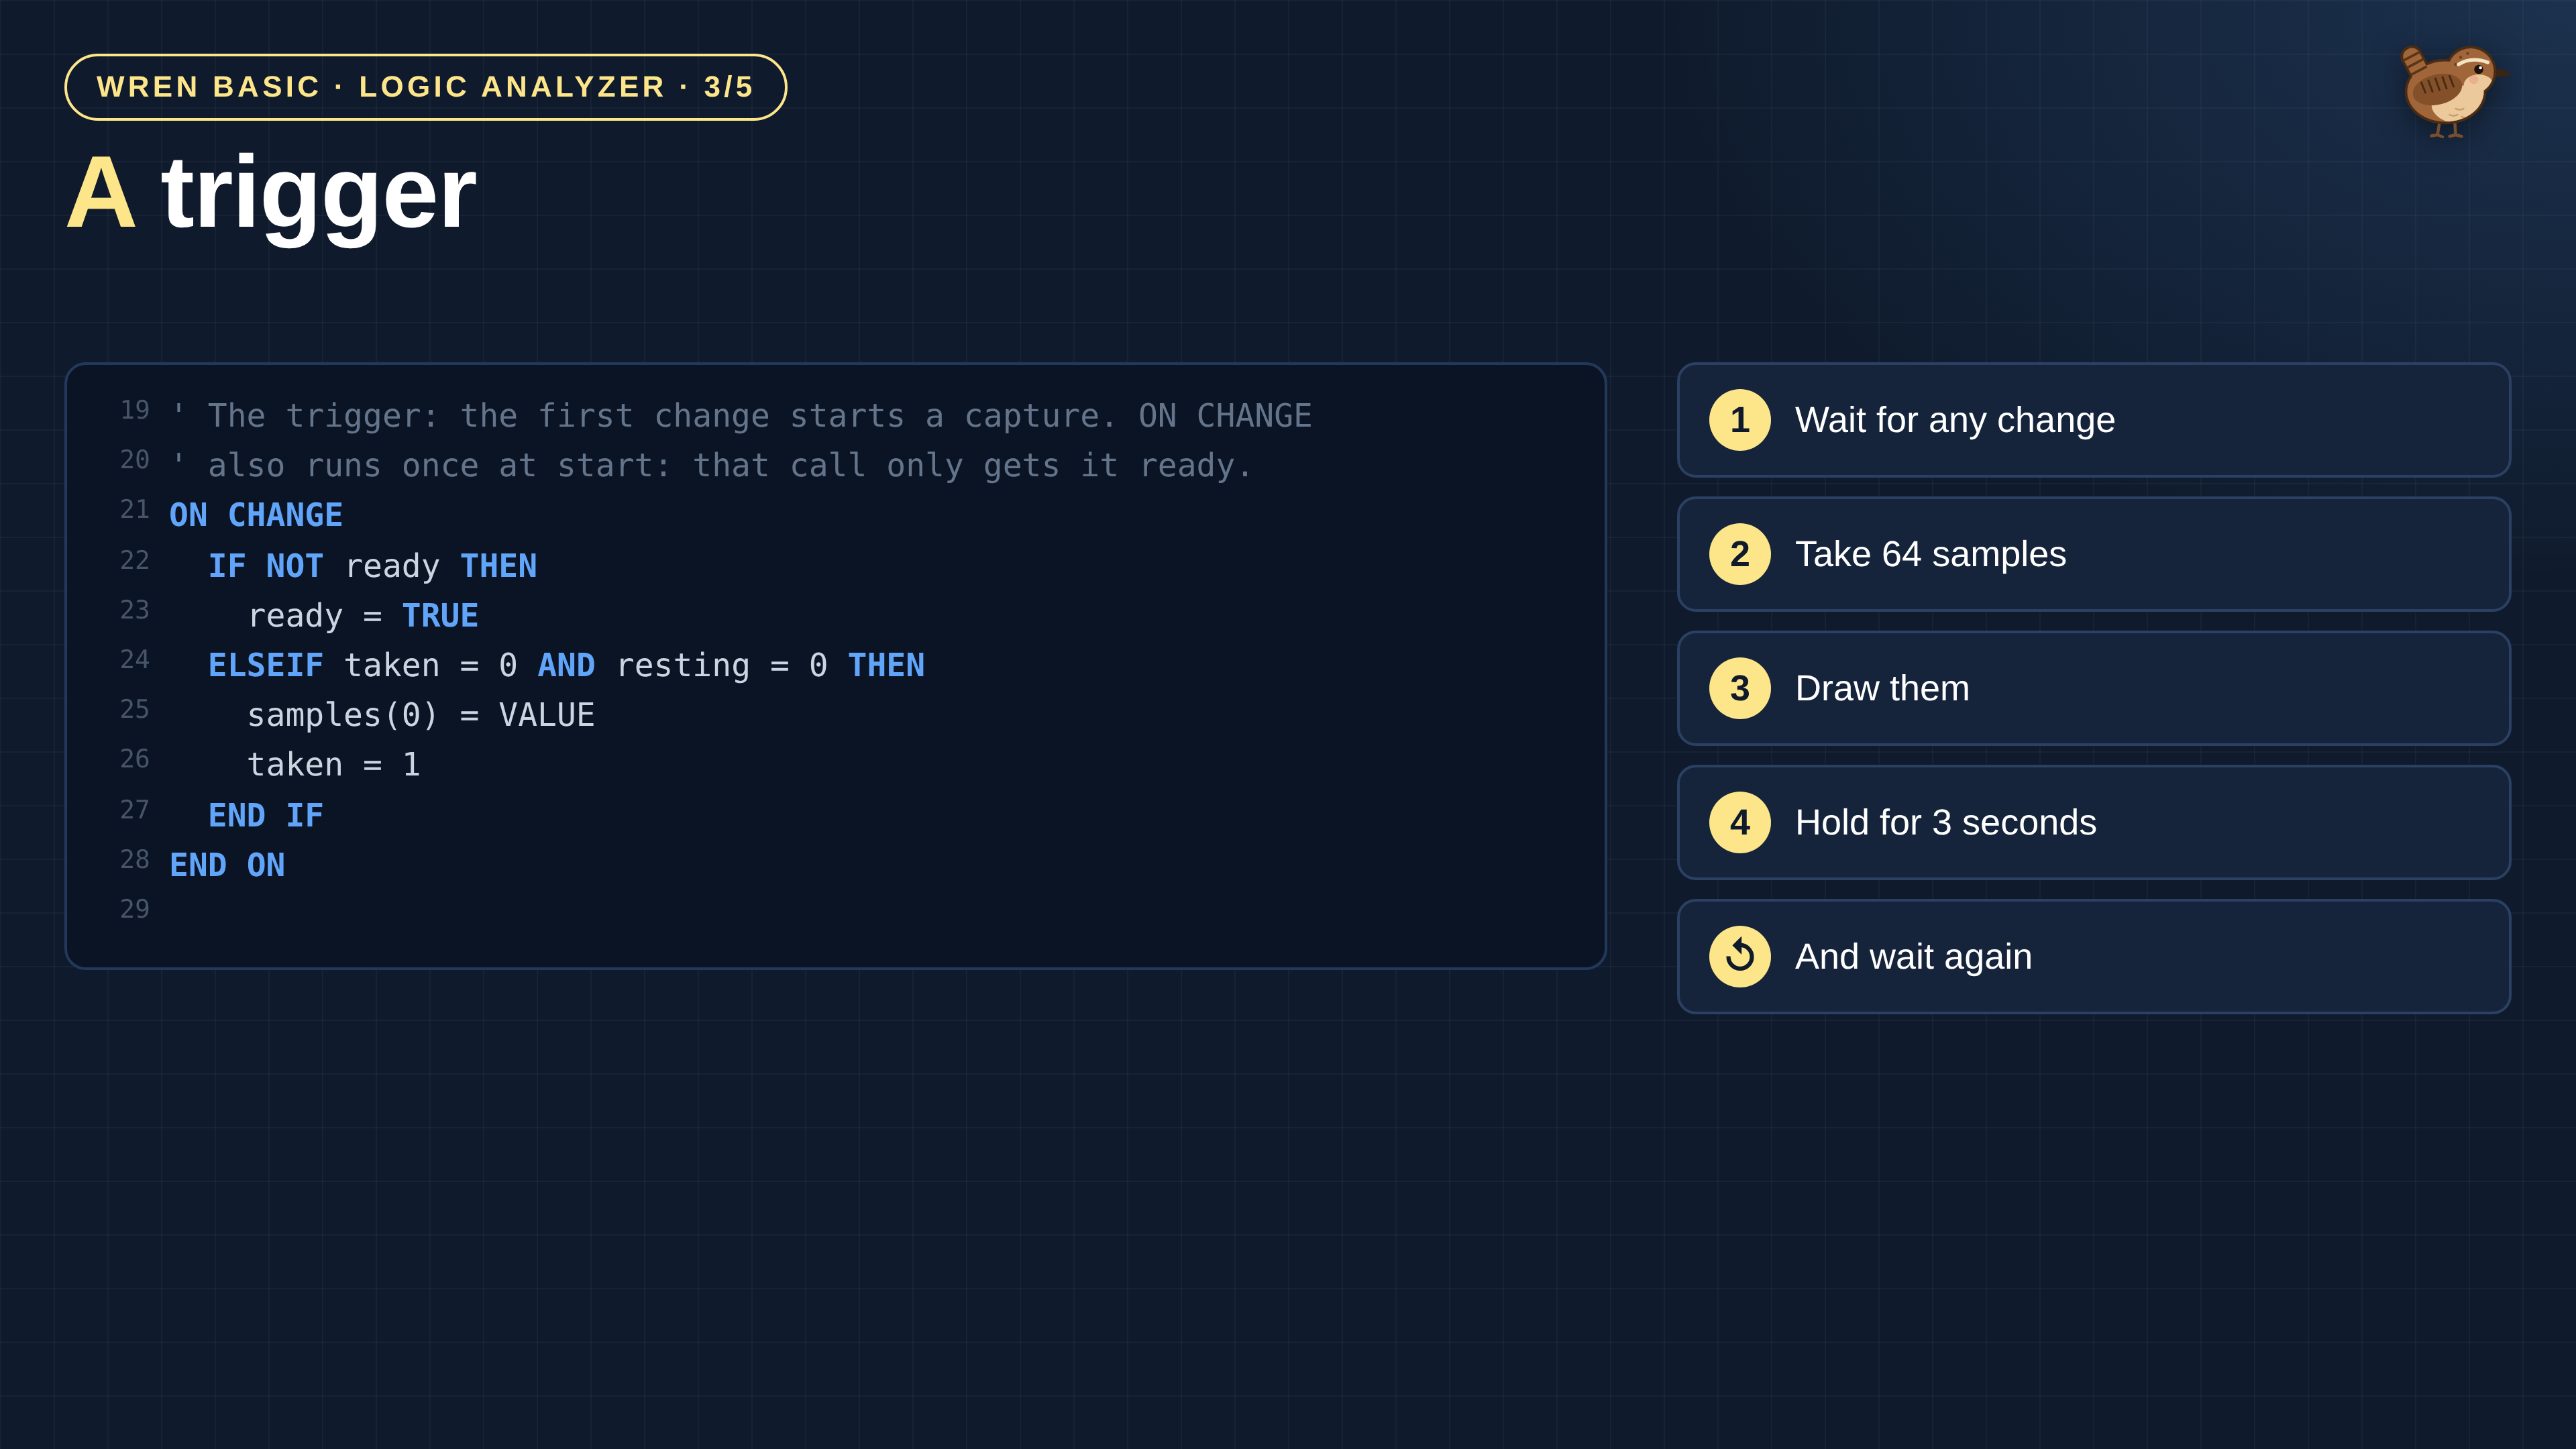 WREN BASIC · LOGIC ANALYZER · 3/5
A trigger
19 ' The trigger: the first change starts a capture. ON CHANGE
20 ' also runs once at start: that call only gets it ready.
21 ON CHANGE
22   IF NOT ready THEN
23     ready = TRUE
24   ELSEIF taken = 0 AND resting = 0 THEN
25     samples(0) = VALUE
26     taken = 1
27   END IF
28 END ON
29
1 Wait for any change
2 Take 64 samples
3 Draw them
4 Hold for 3 seconds
And wait again